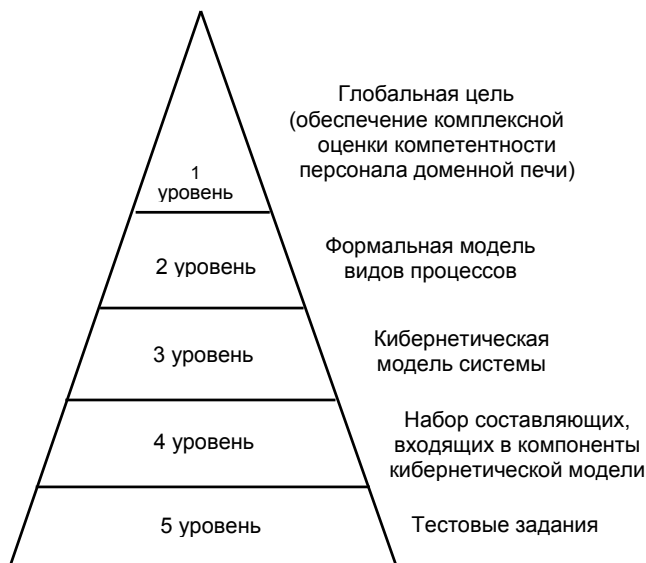 Глобальная цель
(обеспечение комплексной
оценки компетентности
персонала доменной печи)
1
уровень
Формальная модель
видов процессов
2 уровень
Кибернетическая
модель системы
3 уровень
Набор составляющих,
входящих в компоненты
кибернетической модели
4 уровень
5 уровень
Тестовые задания